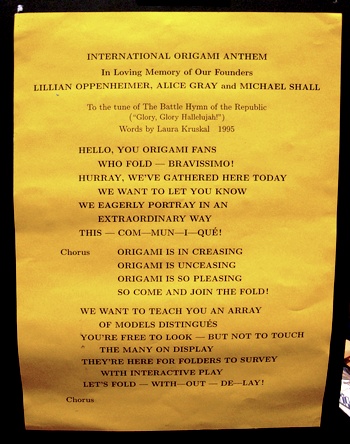 INTERNATIONAL ORIGAMI ANTHEM
In Loving Memory of Our Founders
LILLIAN OPPENHEIMER, ALICE GRAY and MICHAEL SHALL
To the tune of The Battle Hymn of the Republic
("Glory, Glory Hallelujah!")
Words by Laura Kruskal 1995
HELLO, YOU ORIGAMI FANS
WHO FOLD — BRAVISSIMO!
HURRAY, WE'VE GATHERED HERE TODAY
WE WANT TO LET YOU KNOW
WE EAGERLY PORTRAY IN AN
EXTRAORDINARY WAY
THIS — COM—MUN—I—QUÉ!
Chorus ORIGAMI IS IN CREASING
ORIGAMI IS UNCEASING
ORIGAMI IS SO PLEASING
SO COME AND JOIN THE FOLD!
WE WANT TO TEACH YOU AN ARRAY
OF MODELS DISTINGUÉS
YOU'RE FREE TO LOOK — BUT NOT TO TOUCH
THE MANY ON DISPLAY
THEY'RE HERE FOR FOLDERS TO SURVEY
WITH INTERACTIVE PLAY
LET'S FOLD — WITH—OUT — DE—LAY!
Chorus